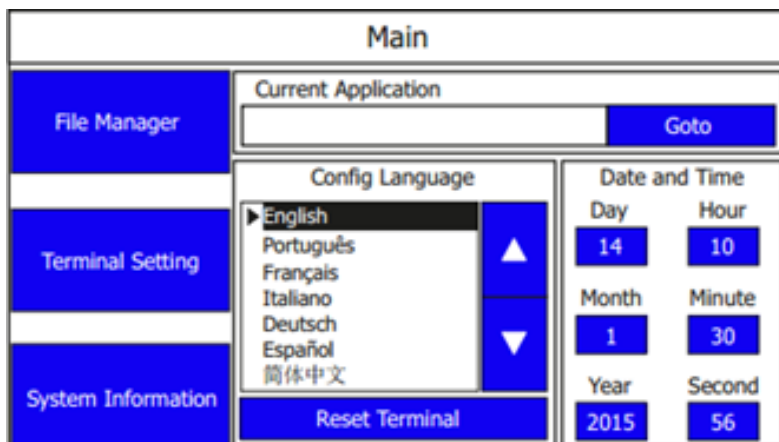 Main
File Manager
Terminal Setting
System Information
Current Application
Goto
Config Language
English
Português
Français
Italiano
Deutsch
Español
简体中文
Reset Terminal
Date and Time
Day Hour
14 10
Month Minute
1 30
Year Second
2015 56